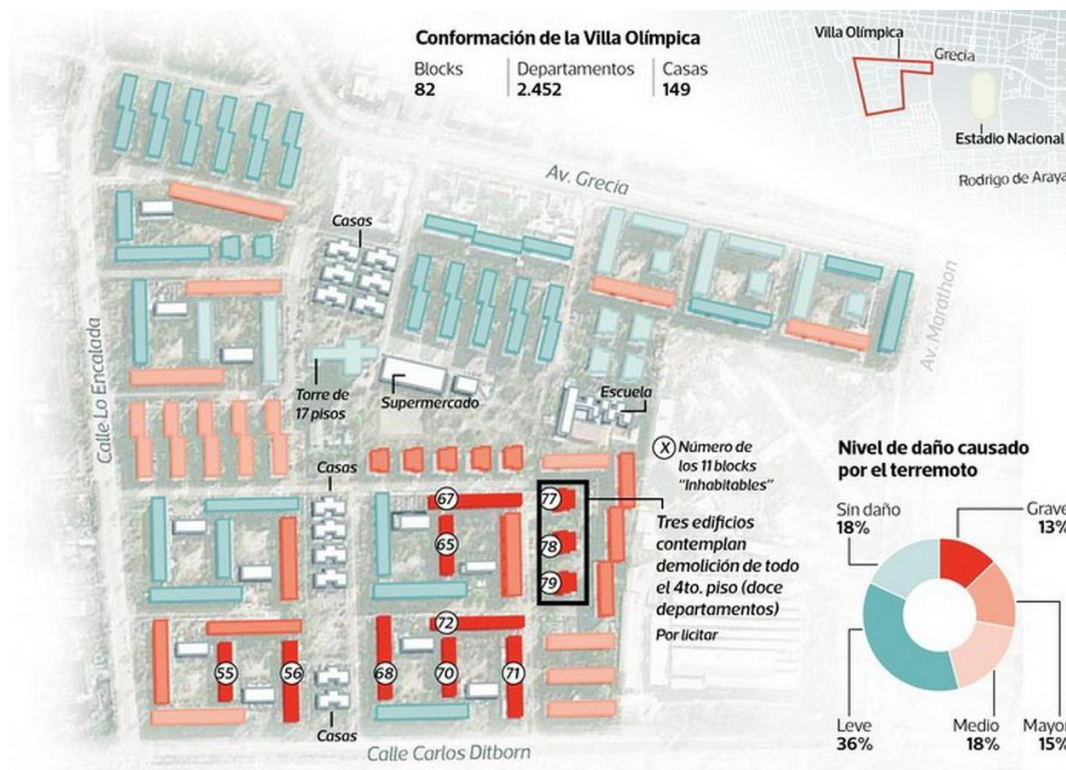 Conformación de la Villa Olímpica
Blocks
82
Departamentos
2.452
Casas
149
Villa Olímpica
Grecia
Estadio Nacional
Rodrigo de Araya
Av. Grecia
Casas
Calle Lo Encalada
Av. Marathon
Torre de
17 pisos
Supermercado
Escuela
X Número de
los 11 blocks
"Inhabitables"
Casas
67
65
77
78
79
Tres edificios
contemplan
demolición de todo
el 4to. piso (doce
departamentos)
Por licitar
72
55
56
68
70
71
Casas
Calle Carlos Ditborn
Nivel de daño causado
por el terremoto
Sin daño
18%
Grave
13%
Leve
36%
Medio
18%
Mayor
15%